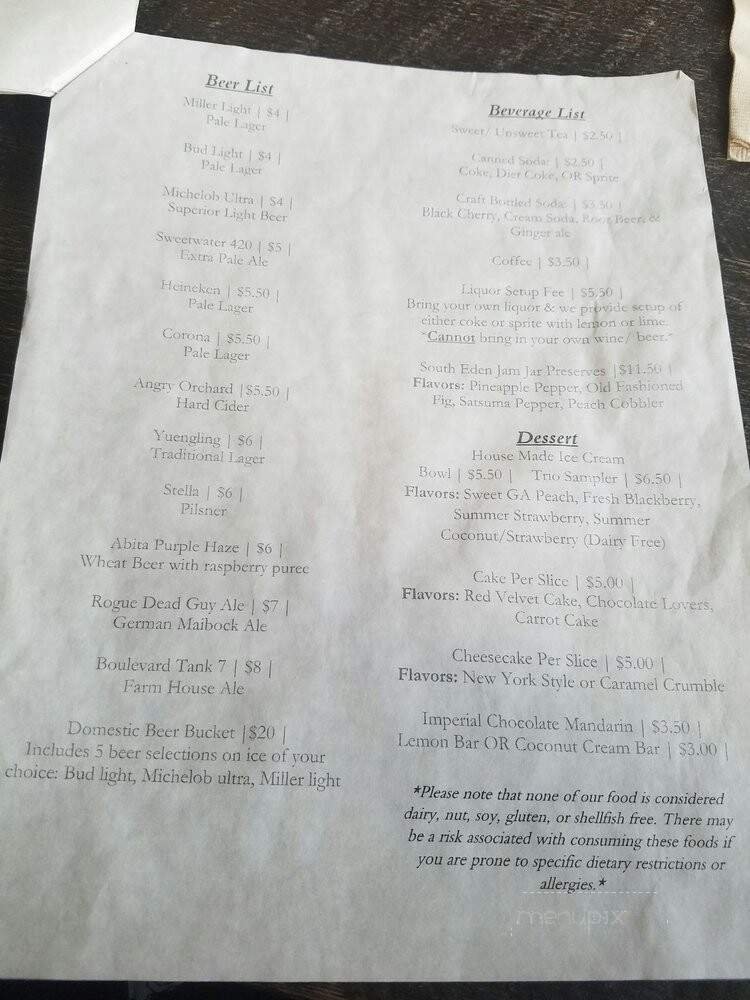 Beer List
Miller Light | $4 |
Pale Lager
Bud Light | $4 |
Pale Lager
Michelob Ultra | $4 |
Superior Light Beer
Sweetwater 420 | $5 |
Extra Pale Ale
Heineken | $5.50 |
Pale Lager
Corona | $5.50 |
Pale Lager
Angry Orchard |$5.50 |
Hard Cider
Yuengling | $6 |
Traditional Lager
Stella | $6 |
Pilsner
Abita Purple Haze | $6 |
Wheat Beer with raspberry puree
Rogue Dead Guy Ale | $7 |
German Maibock Ale
Boulevard Tank 7 | $8 |
Farm House Ale
Domestic Beer Bucket |$20 |
Includes 5 beer selections on ice of your
choice: Bud light, Michelob ultra, Miller light
Beverage List
Sweet/ Unsweet Tea | $2.50 |
Canned Soda: | $2.50 |
Coke, Diet Coke, OR Sprite
Craft Bottled Soda: | $3.50 |
Black Cherry, Cream Soda, Root Beer, &
Ginger ale
Coffee | $3.50 |
Liquor Setup Fee | $5.50 |
Bring your own liquor & we provide setup of
either coke or sprite with lemon or lime.
*Cannot bring in your own wine/ beer.*
South Eden Jam Jar Preserves |$11.50 |
Flavors: Pineapple Pepper, Old Fashioned
Fig, Satsuma Pepper, Peach Cobbler
Dessert
House Made Ice Cream
Bowl | $5.50 | Trio Sampler | $6.50 |
Flavors: Sweet GA Peach, Fresh Blackberry,
Summer Strawberry, Summer
Coconut/Strawberry (Dairy Free)
Cake Per Slice | $5.00 |
Flavors: Red Velvet Cake, Chocolate Lovers,
Carrot Cake
Cheesecake Per Slice | $5.00 |
Flavors: New York Style or Caramel Crumble
Imperial Chocolate Mandarin | $3.50 |
Lemon Bar OR Coconut Cream Bar | $3.00 |
*Please note that none of our food is considered
dairy, nut, soy, gluten, or shellfish free. There may
be a risk associated with consuming these foods if
you are prone to specific dietary restrictions or
allergies.*
menupix